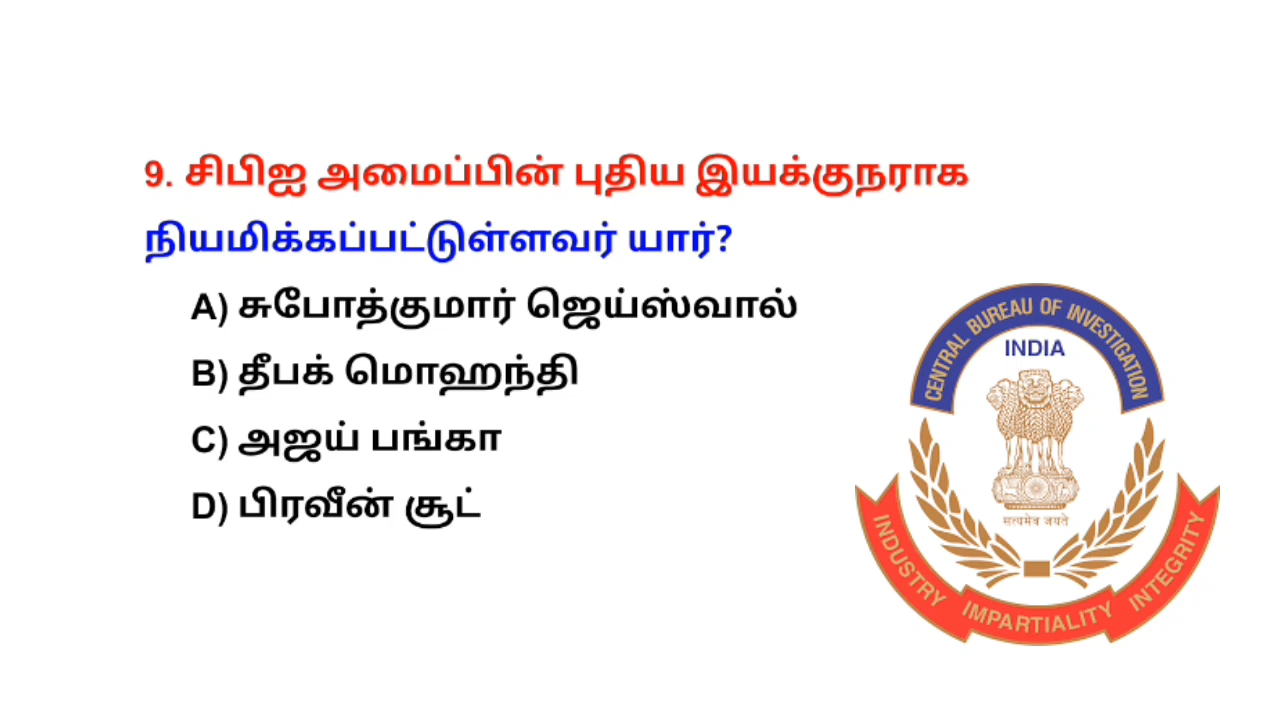 9. சிபிஐ அமைப்பின் புதிய இயக்குநராக
நியமிக்கப்பட்டுள்ளவர் யார்?
A) சுபோத்குமார் ஜெய்ஸ்வால்
B) தீபக் மொஹந்தி
C) அஜய் பங்கா
D) பிரவீன் சூட்
CENTRAL BUREAU OF INVESTIGATION
INDIA
सत्यमेव जयते
INDUSTRY IMPARTIALITY INTEGRITY